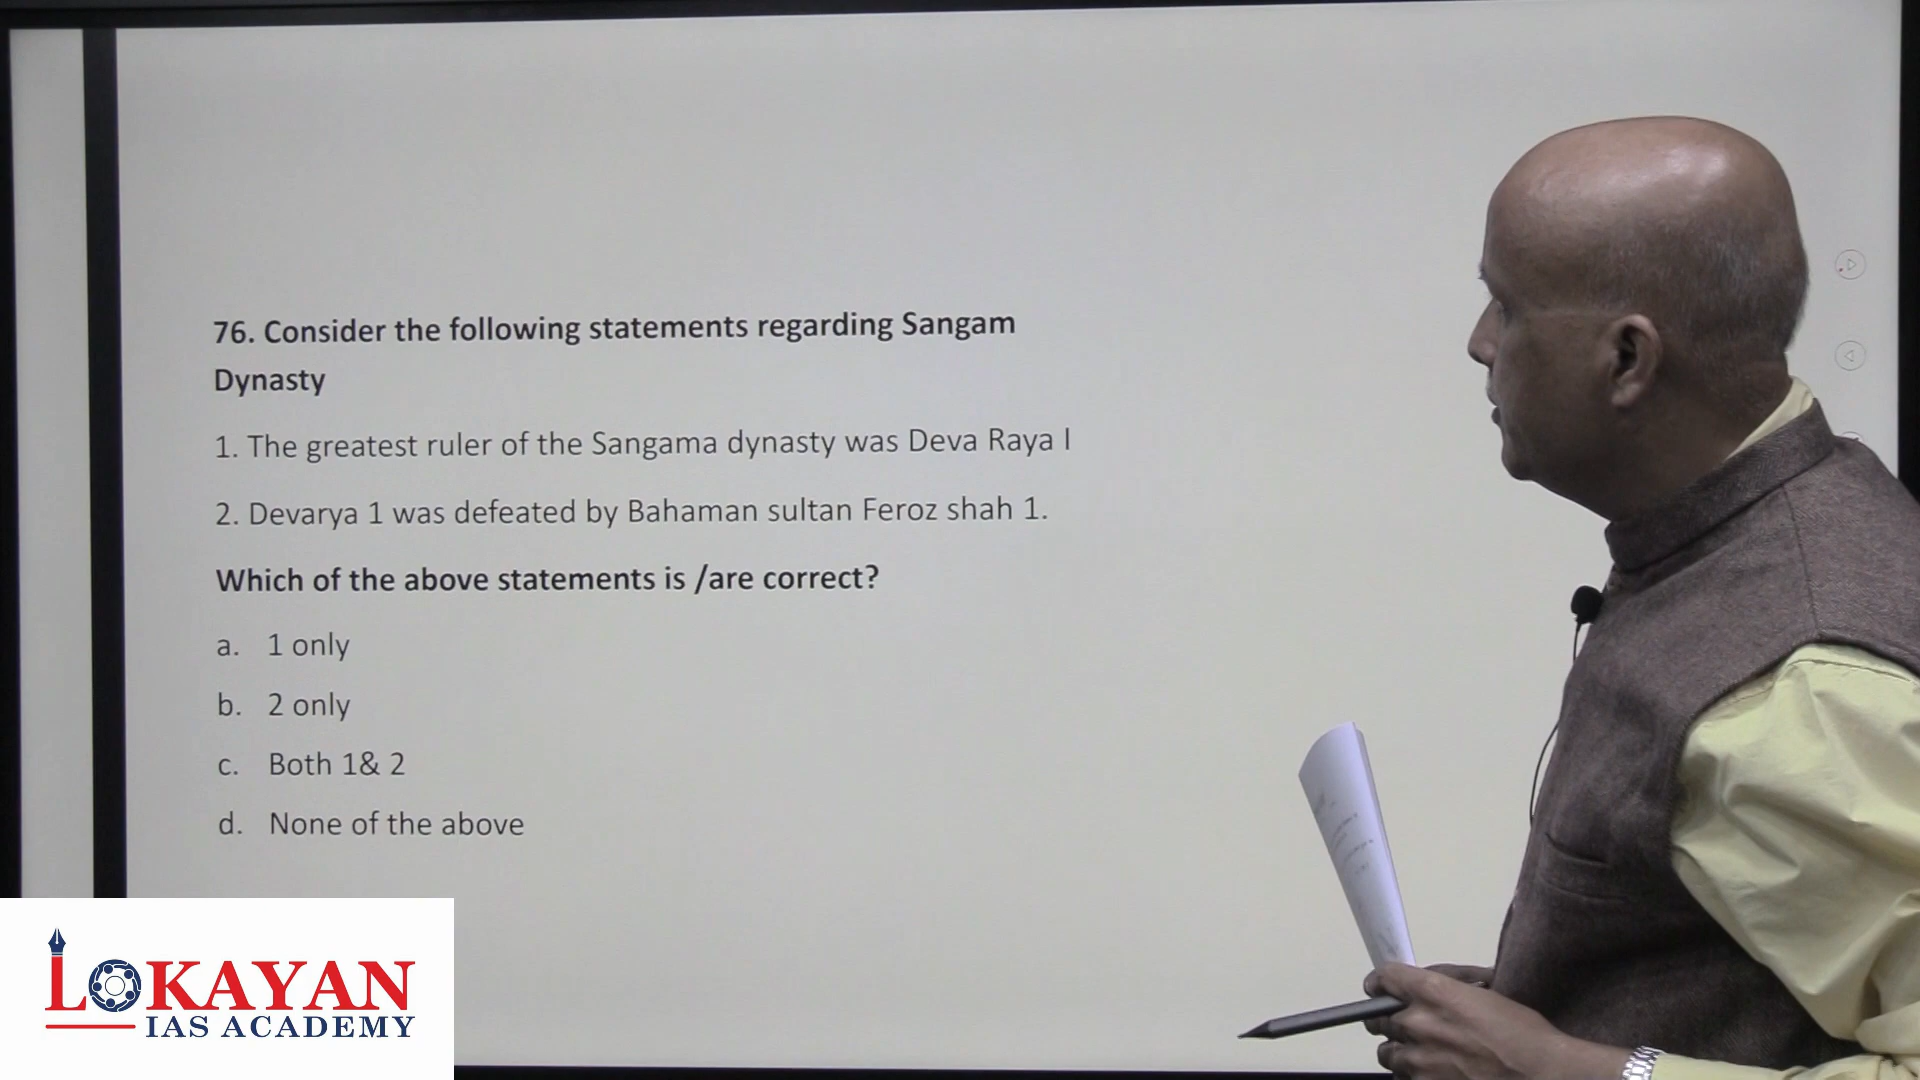 76. Consider the following statements regarding Sangam
Dynasty
1. The greatest ruler of the Sangama dynasty was Deva Raya I
2. Devarya 1 was defeated by Bahaman sultan Feroz shah 1.
Which of the above statements is /are correct?
a. 1 only
b. 2 only
c. Both 1& 2
d. None of the above
LOKAYAN
IAS ACADEMY